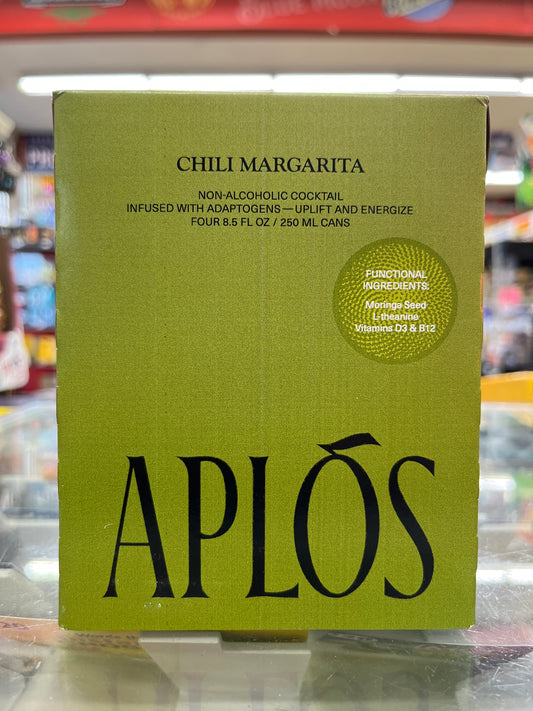 CHILI MARGARITA
NON-ALCOHOLIC COCKTAIL
INFUSED WITH ADAPTOGENS—UPLIFT AND ENERGIZE
FOUR 8.5 FL OZ / 250 ML CANS
FUNCTIONAL
INGREDIENTS:
Moringa Seed
L-theanine
Vitamins D3 & B12
APLÓS